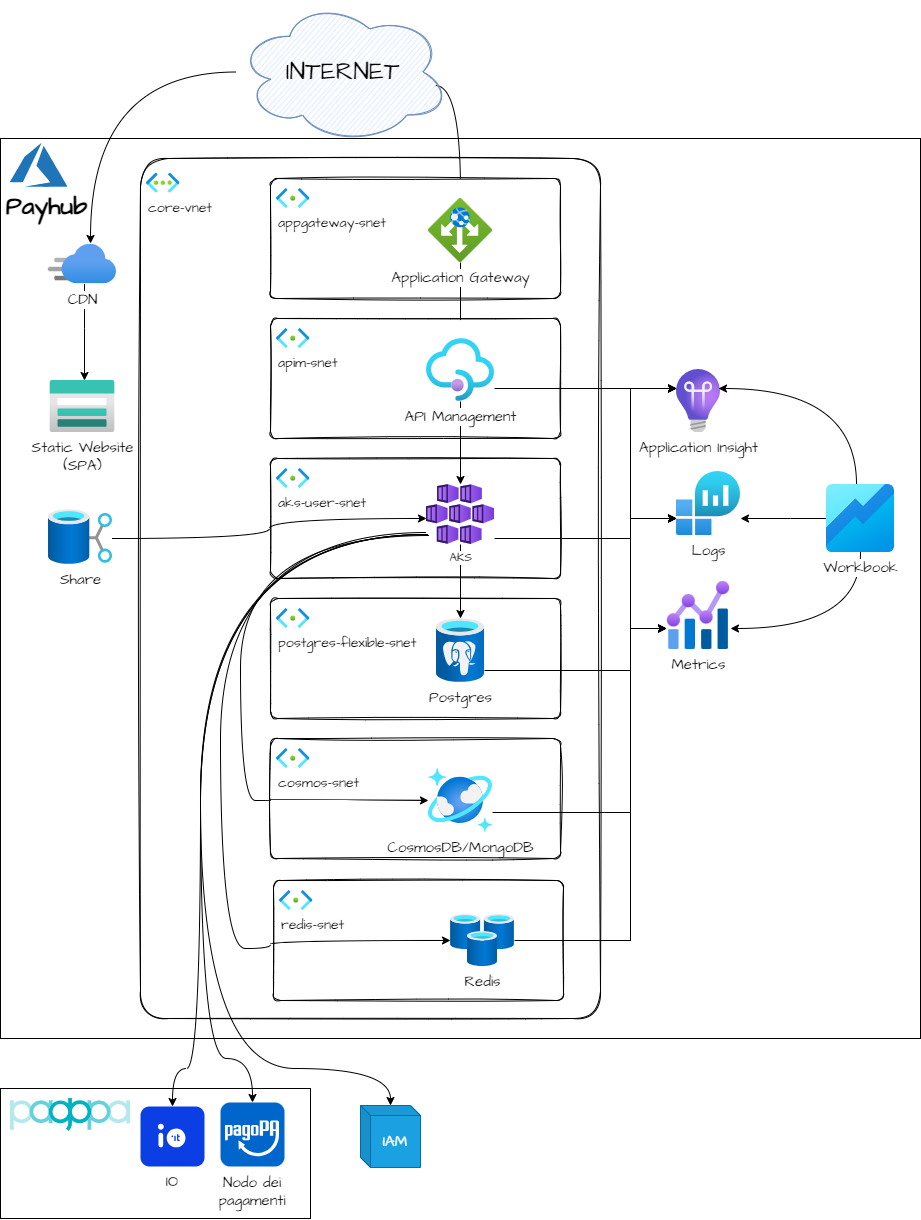 INTERNET
Payhub
core-vnet
appgateway-snet
Application Gateway
CDN
apim-snet
API Management
Static Website
(SPA)
Application Insight
aks-user-snet
AKS
Share
Logs
Workbook
postgres-flexible-snet
Postgres
Metrics
cosmos-snet
CosmosDB/MongoDB
redis-snet
Redis
pagopa
io
it
pagoPA
IAM
IO
Nodo dei
pagamenti